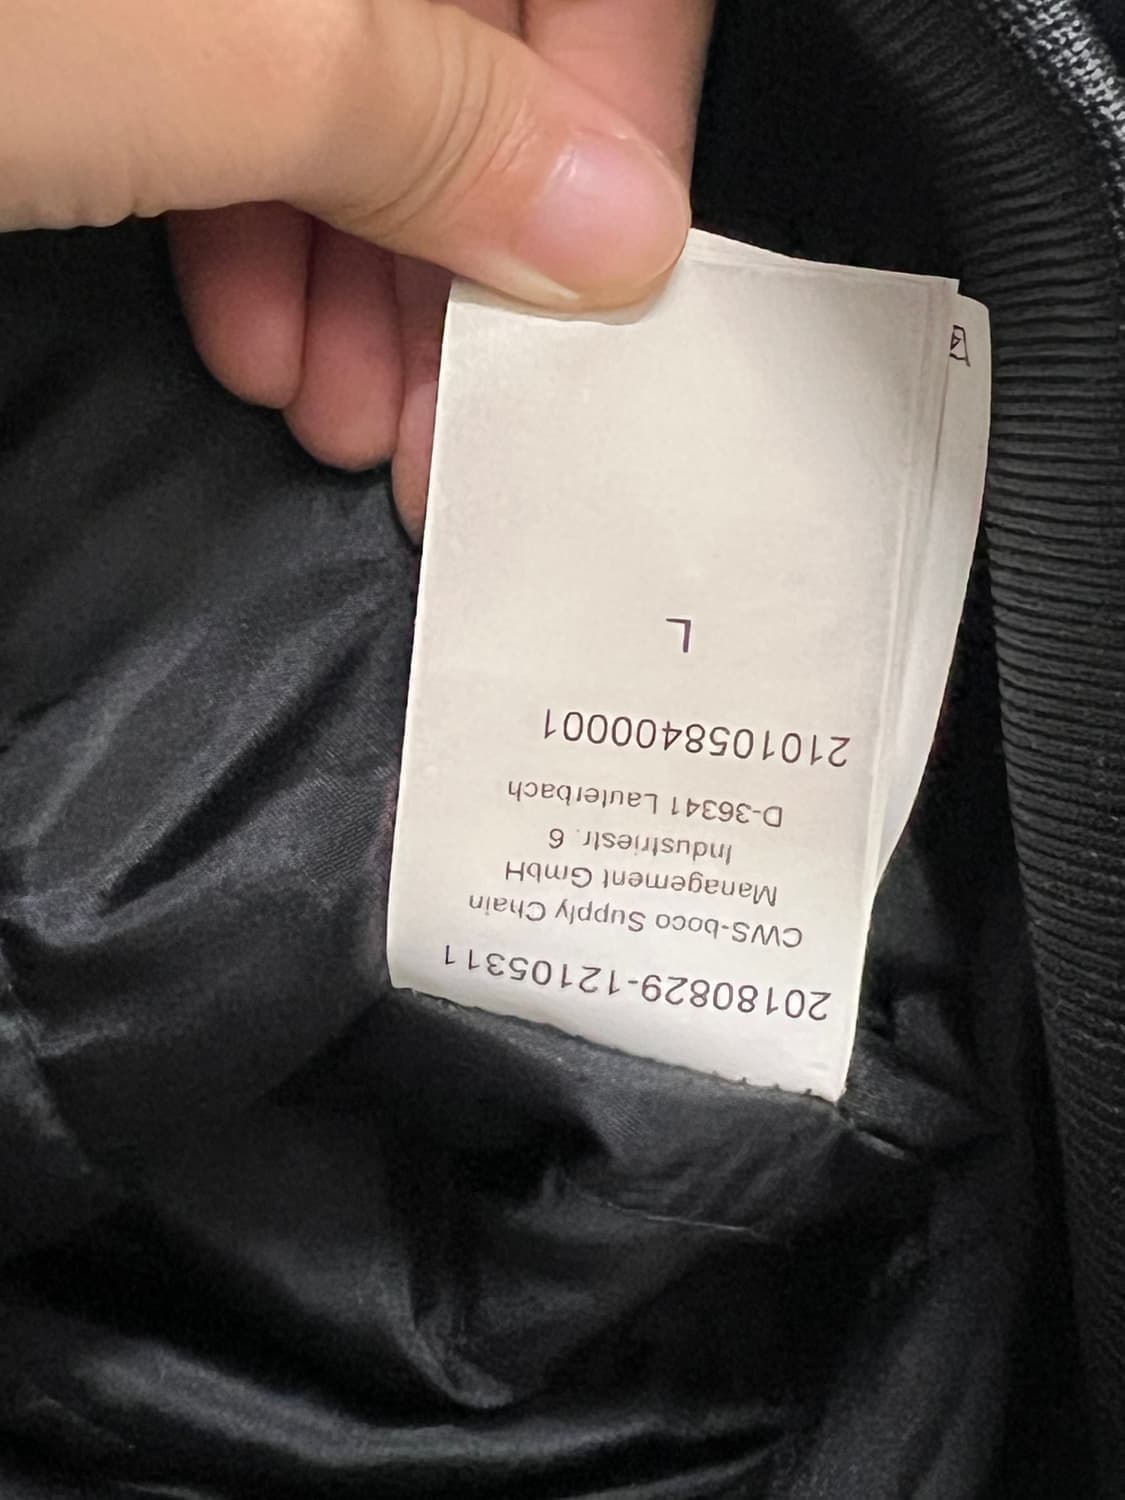 20180829-12105311
CWS-boco Supply Chain
Management GmbH
Industriestr. 6
D-36341 Lauterbach
2101058400001
L